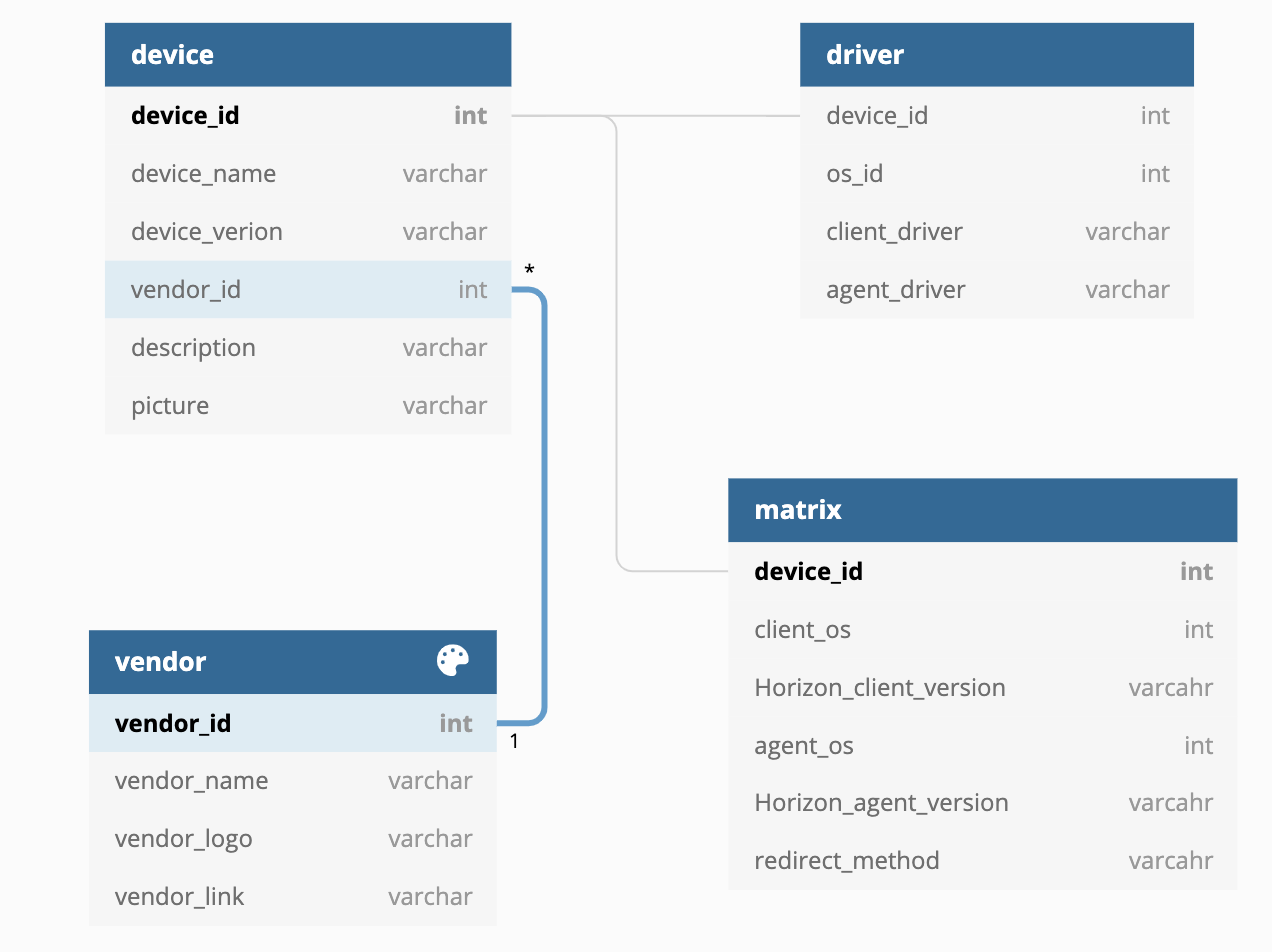 device
device_id int
device_name varchar
device_verion varchar
vendor_id int
description varchar
picture varchar
*
driver
device_id int
os_id int
client_driver varchar
agent_driver varchar
matrix
device_id int
client_os int
Horizon_client_version varcahr
agent_os int
Horizon_agent_version varcahr
redirect_method varcahr
vendor
vendor_id int
1
vendor_name varchar
vendor_logo varchar
vendor_link varchar